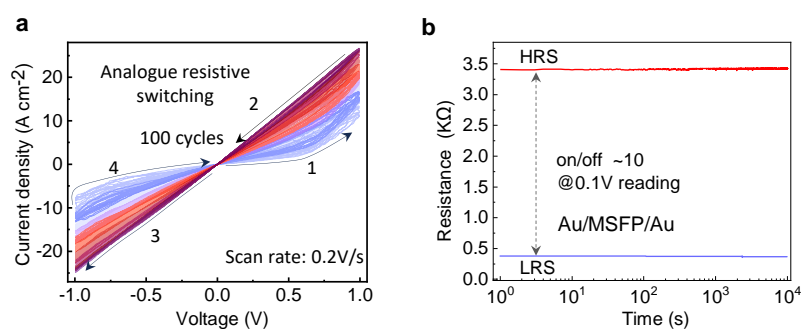 a
Current density (A cm-2)
20
10
0
-10
-20
Analogue resistive
switching
2
100 cycles
4
1
3
Scan rate: 0.2V/s
-1.0 -0.5 0.0 0.5 1.0
Voltage (V)
b
Resistance (KΩ)
3.5
3.0
2.5
2.0
1.5
1.0
0.5
0.0
HRS
on/off ~10
@0.1V reading
Au/MSFP/Au
LRS
10⁰ 10¹ 10² 10³ 10⁴
Time (s)